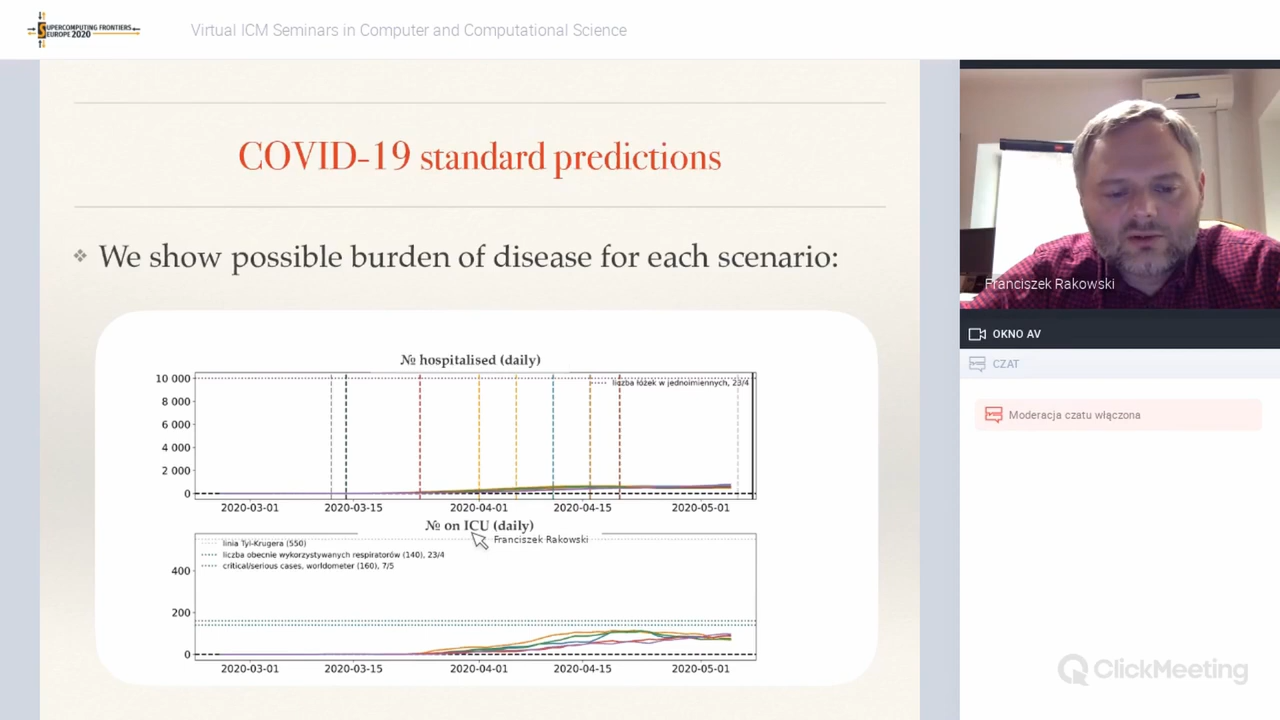 SUPERCOMPUTING FRONTIERS
EUROPE 2020
Virtual ICM Seminars in Computer and Computational Science
COVID-19 standard predictions
❖ We show possible burden of disease for each scenario:
№ hospitalised (daily)
10 000
8 000
6 000
4 000
2 000
0
liczba łóżek w jednoimiennych, 23/4
2020-03-01 2020-03-15 2020-04-01 2020-04-15 2020-05-01
№ on ICU (daily)
Franciszek Rakowski
linia Tyl-Krugera (550)
liczba obecnie wykorzystywanych respiratorów (140), 23/4
critical/serious cases, worldometer (160), 7/5
400
200
0
2020-03-01 2020-03-15 2020-04-01 2020-04-15 2020-05-01
Franciszek Rakowski
OKNO AV
CZAT
Moderacja czatu włączona
ClickMeeting